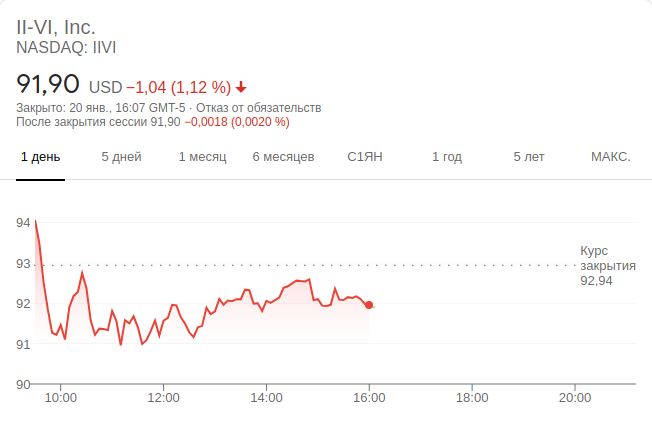 II-VI, Inc.
NASDAQ: IIVI
91,90 USD −1,04 (1,12 %)
Закрыто: 20 янв., 16:07 GMT-5 · Отказ от обязательств
После закрытия сессии 91,90 −0,0018 (0,0020 %)
1 день 5 дней 1 месяц 6 месяцев С1ЯН 1 год 5 лет МАКС.
94
93
92
91
90
Курс
закрытия
92,94
10:00 12:00 14:00 16:00 18:00 20:00